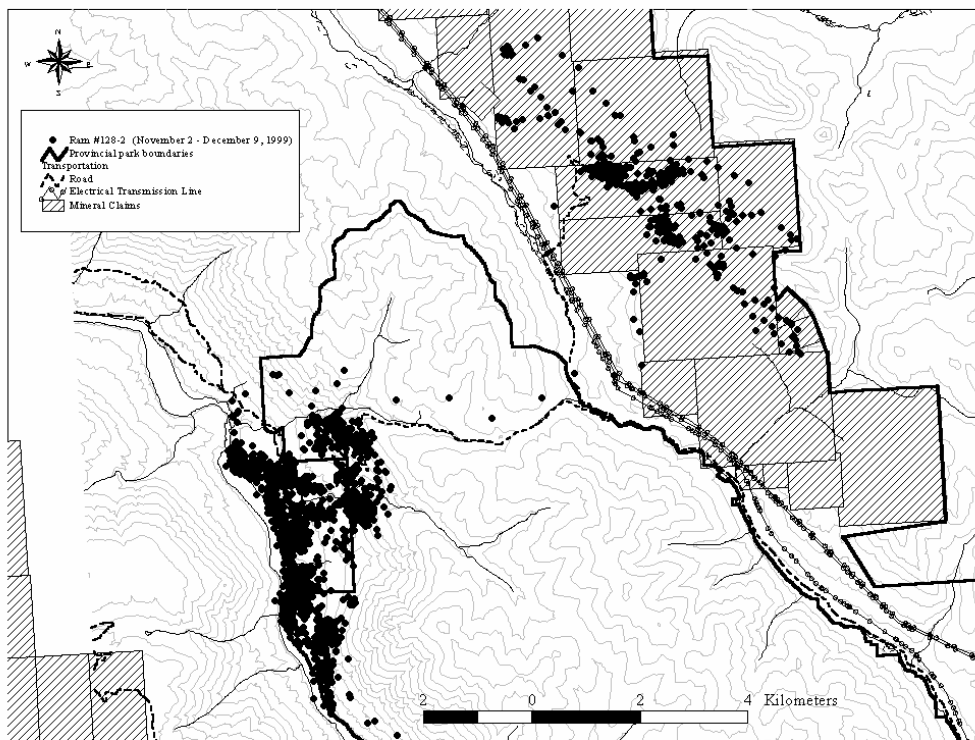 N
W
S
Ram #128-2 (November 2 - December 9, 1999)
Provincial park boundaries
Transportation
Road
Electrical Transmission Line
Mineral Claims
2 0 2 4 Kilometers